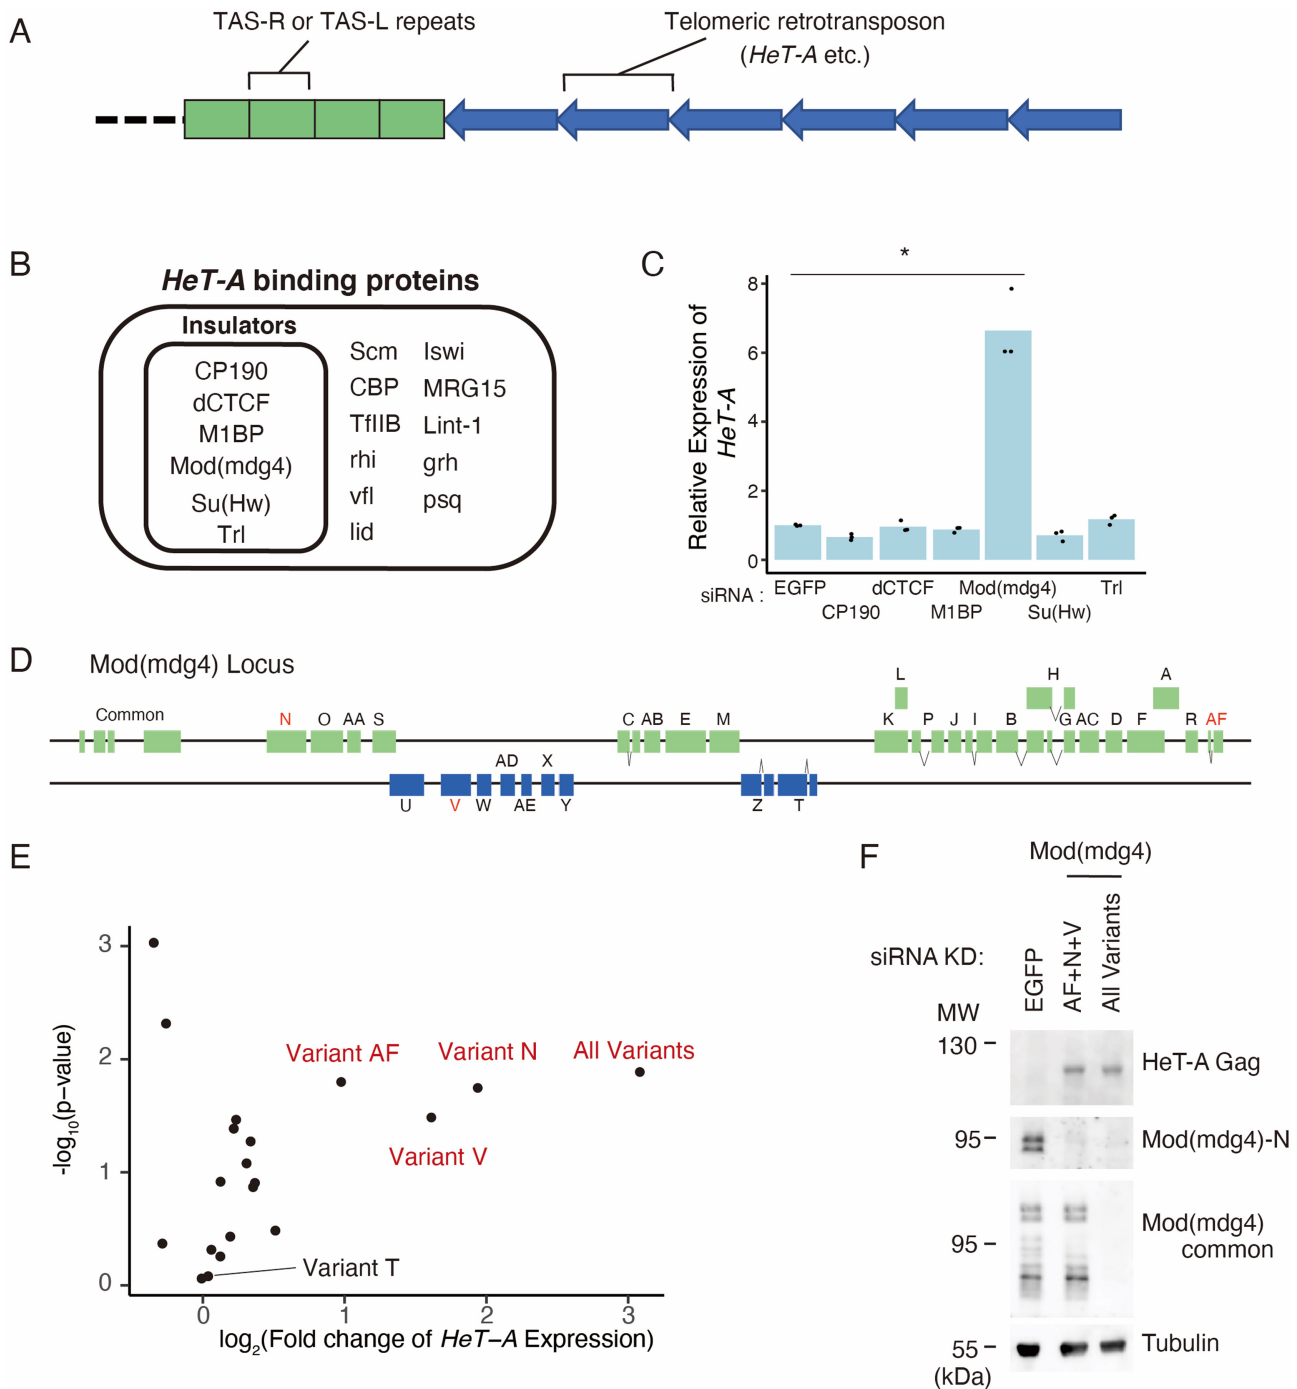 A
TAS-R or TAS-L repeats
Telomeric retrotransposon
(HeT-A etc.)
B
HeT-A binding proteins
Insulators
CP190
dCTCF
M1BP
Mod(mdg4)
Su(Hw)
Trl
Scm
CBP
TfIIB
rhi
vfl
lid
Iswi
MRG15
Lint-1
grh
psq
C
*
Relative Expression of
HeT-A
8
6
4
2
0
siRNA :
EGFP
CP190
dCTCF
M1BP
Mod(mdg4)
Su(Hw)
Trl
D
Mod(mdg4) Locus
L H A
Common N O AA S C AB E M K P J I B G AC D F R AF
AD X
U V W AE Y Z T
E
-log10(p−value)
3
2
1
0
Variant AF
Variant N
All Variants
Variant V
Variant T
0 1 2 3
log2(Fold change of HeT−A Expression)
F
Mod(mdg4)
siRNA KD:
EGFP
AF+N+V
All Variants
MW
130
HeT-A Gag
95
Mod(mdg4)-N
95
Mod(mdg4)
common
55
Tubulin
(kDa)